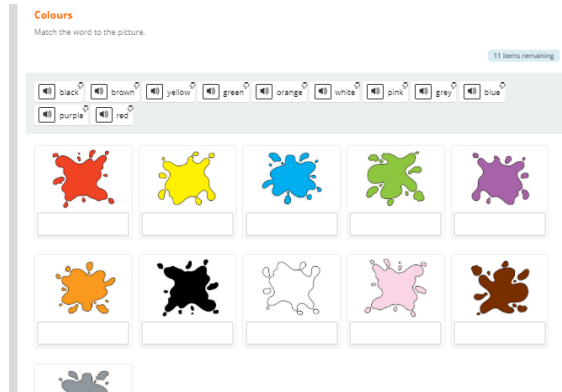 Colours
Match the word to the picture.
11 items remaining
black brown yellow green orange white pink grey blue
purple red